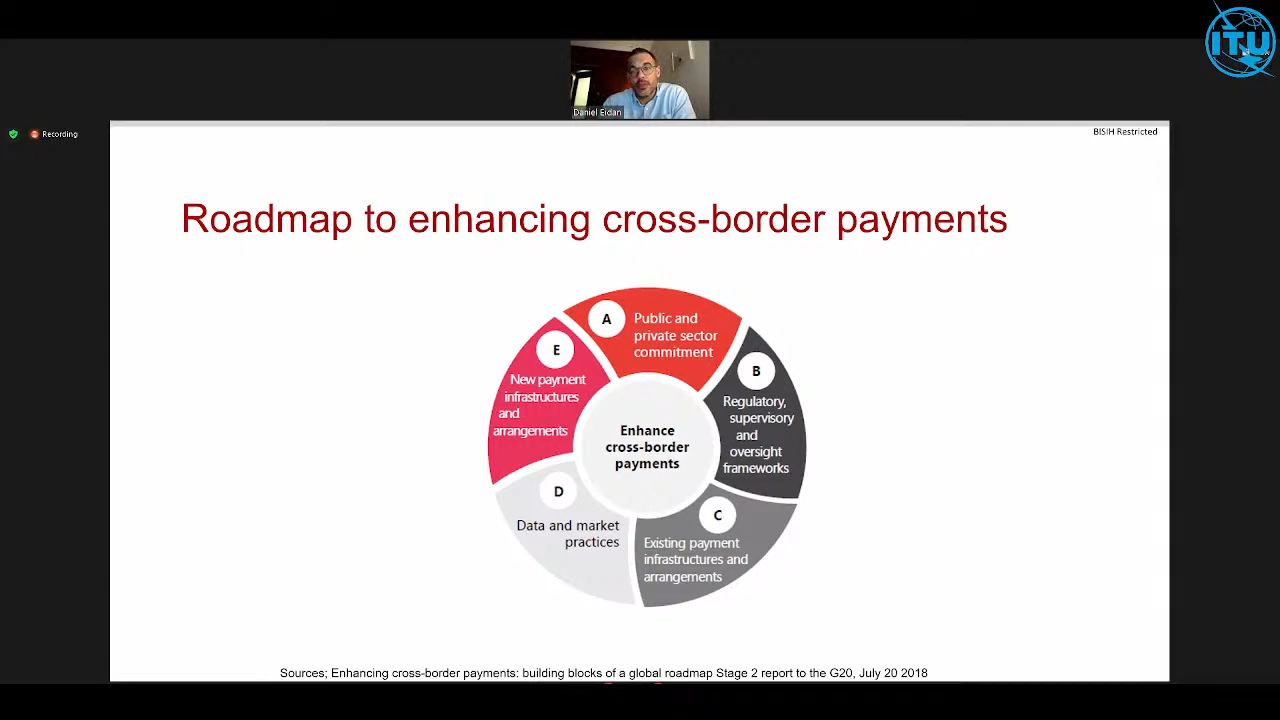 ITU
Daniel Eidan
Recording
BISIH Restricted
Roadmap to enhancing cross-border payments
A
Public and
private sector
commitment
B
Regulatory,
supervisory
and
oversight
frameworks
C
Existing payment
infrastructures and
arrangements
D
Data and market
practices
E
New payment
infrastructures
and
arrangements
Enhance
cross-border
payments
Sources; Enhancing cross-border payments: building blocks of a global roadmap Stage 2 report to the G20, July 20 2018